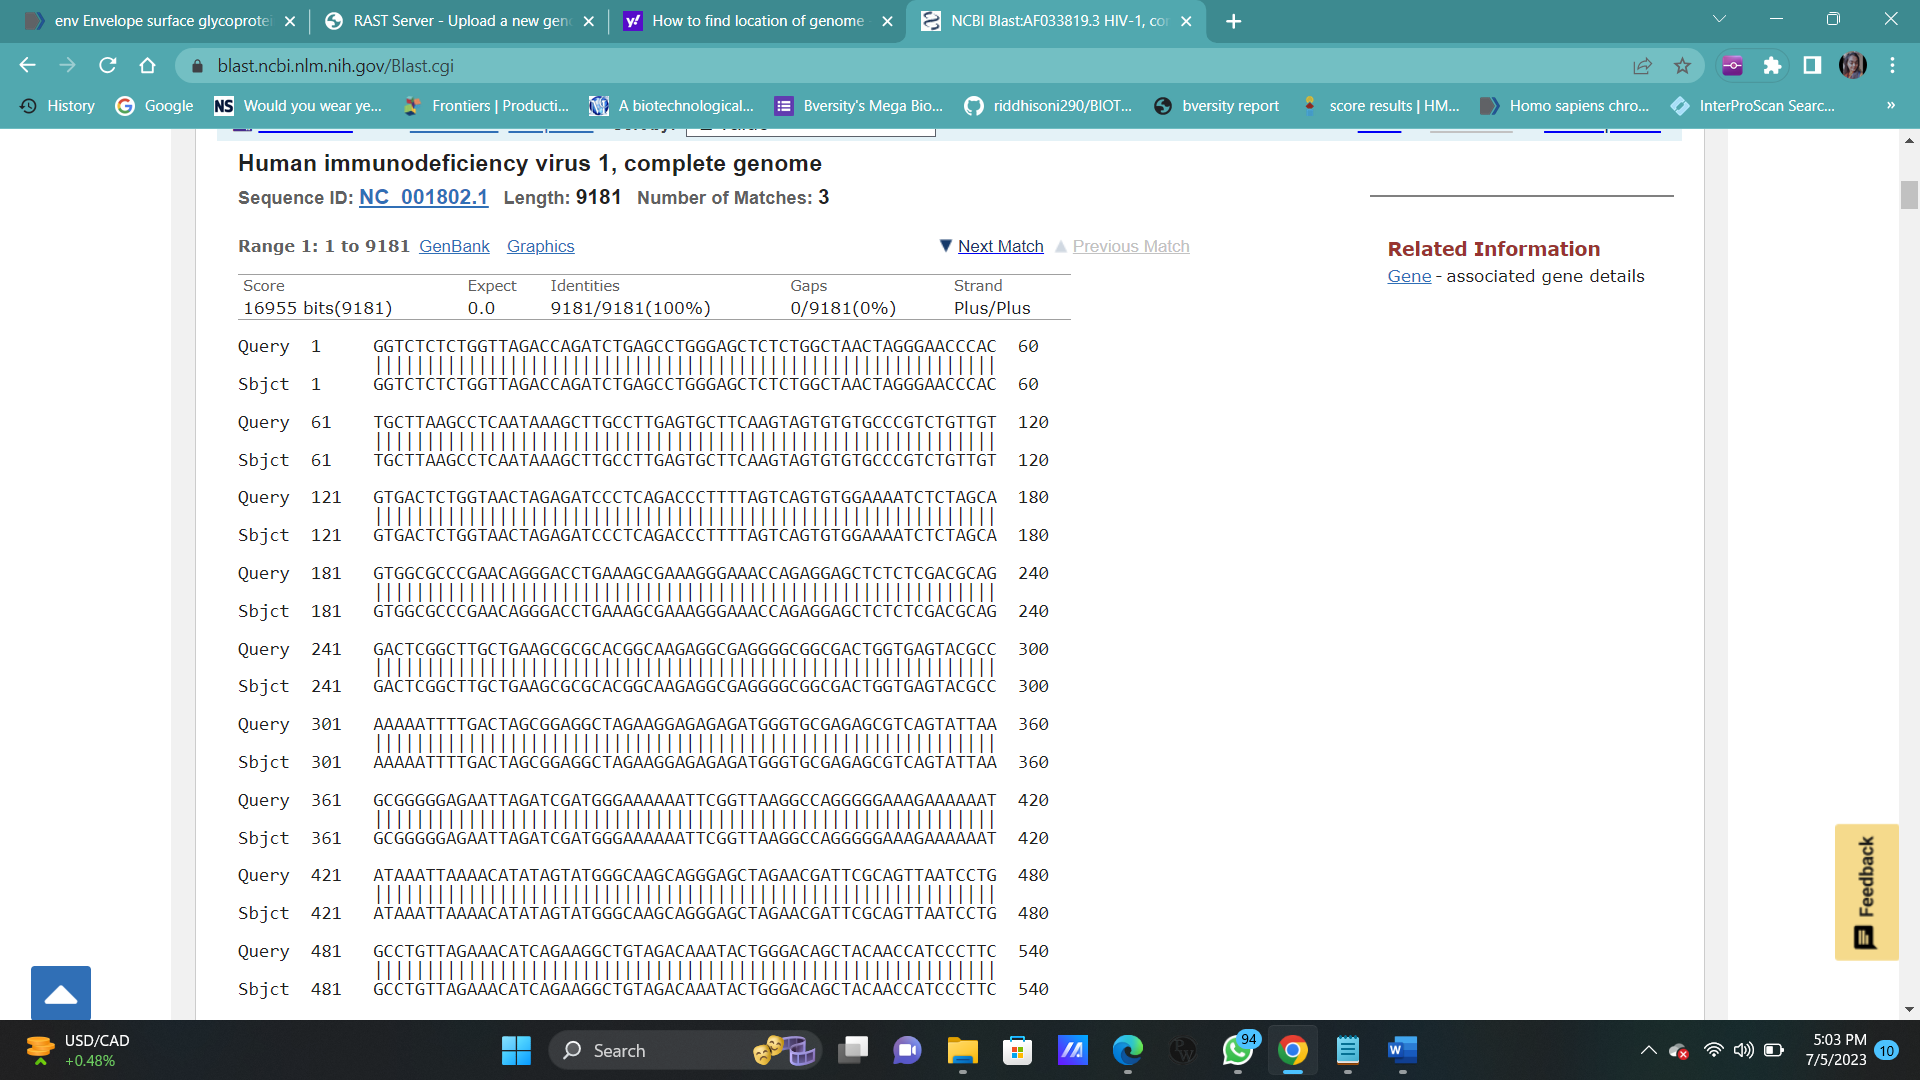 env Envelope surface glycoprotei
RAST Server - Upload a new gen
How to find location of genome
NCBI Blast:AF033819.3 HIV-1, co
blast.ncbi.nlm.nih.gov/Blast.cgi
History
Google
NS Would you wear ye...
Frontiers | Producti...
A biotechnological...
Bversity's Mega Bio...
riddhisoni290/BIOT...
bversity report
score results | HM...
Homo sapiens chro...
InterProScan Searc...
»
Human immunodeficiency virus 1, complete genome
Sequence ID: NC_001802.1 Length: 9181 Number of Matches: 3
Range 1: 1 to 9181 GenBank Graphics
Next Match Previous Match
Related Information
Gene - associated gene details
Score Expect Identities Gaps Strand
16955 bits(9181) 0.0 9181/9181(100%) 0/9181(0%) Plus/Plus
Query 1 GGTCTCTCTGGTTAGACCAGATCTGAGCCTGGGAGCTCTCTGGCTAACTAGGGAACCCAC 60
Sbjct 1 GGTCTCTCTGGTTAGACCAGATCTGAGCCTGGGAGCTCTCTGGCTAACTAGGGAACCCAC 60
Query 61 TGCTTAAGCCTCAATAAAGCTTGCCTTGAGTGCTTCAAGTAGTGTGTGCCCGTCTGTTGT 120
Sbjct 61 TGCTTAAGCCTCAATAAAGCTTGCCTTGAGTGCTTCAAGTAGTGTGTGCCCGTCTGTTGT 120
Query 121 GTGACTCTGGTAACTAGAGATCCCTCAGACCCTTTTAGTCAGTGTGGAAAATCTCTAGCA 180
Sbjct 121 GTGACTCTGGTAACTAGAGATCCCTCAGACCCTTTTAGTCAGTGTGGAAAATCTCTAGCA 180
Query 181 GTGGCGCCCGAACAGGGACCTGAAAGCGAAAGGGAAACCAGAGGAGCTCTCTCGACGCAG 240
Sbjct 181 GTGGCGCCCGAACAGGGACCTGAAAGCGAAAGGGAAACCAGAGGAGCTCTCTCGACGCAG 240
Query 241 GACTCGGCTTGCTGAAGCGCGCACGGCAAGAGGCGAGGGGCGGCGACTGGTGAGTACGCC 300
Sbjct 241 GACTCGGCTTGCTGAAGCGCGCACGGCAAGAGGCGAGGGGCGGCGACTGGTGAGTACGCC 300
Query 301 AAAAATTTTGACTAGCGGAGGCTAGAAGGAGAGAGATGGGTGCGAGAGCGTCAGTATTAA 360
Sbjct 301 AAAAATTTTGACTAGCGGAGGCTAGAAGGAGAGAGATGGGTGCGAGAGCGTCAGTATTAA 360
Query 361 GCGGGGGAGAATTAGATCGATGGGAAAAAATTCGGTTAAGGCCAGGGGGAAAGAAAAAAT 420
Sbjct 361 GCGGGGGAGAATTAGATCGATGGGAAAAAATTCGGTTAAGGCCAGGGGGAAAGAAAAAAT 420
Query 421 ATAAATTAAAACATATAGTATGGGCAAGCAGGGAGCTAGAACGATTCGCAGTTAATCCTG 480
Sbjct 421 ATAAATTAAAACATATAGTATGGGCAAGCAGGGAGCTAGAACGATTCGCAGTTAATCCTG 480
Query 481 GCCTGTTAGAAACATCAGAAGGCTGTAGACAAATACTGGGACAGCTACAACCATCCCTTC 540
Sbjct 481 GCCTGTTAGAAACATCAGAAGGCTGTAGACAAATACTGGGACAGCTACAACCATCCCTTC 540
Feedback
USD/CAD
+0.48%
Search
94
5:03 PM
7/5/2023
10